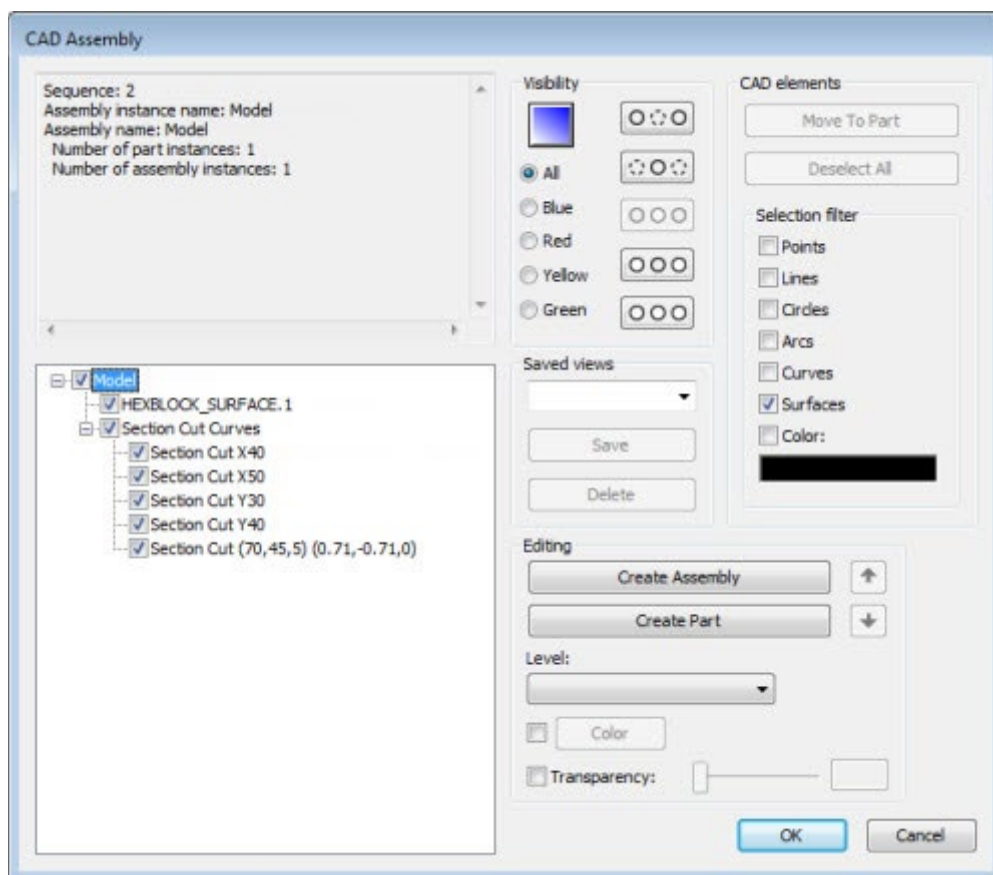 CAD Assembly
Sequence: 2
Assembly instance name: Model
Assembly name: Model
Number of part instances: 1
Number of assembly instances: 1
Model
HEXBLOCK_SURFACE.1
Section Cut Curves
Section Cut X40
Section Cut X50
Section Cut Y30
Section Cut Y40
Section Cut (70,45,5) (0.71,-0.71,0)
Visibility
All
Blue
Red
Yellow
Green
Saved views
Save
Delete
CAD elements
Move To Part
Deselect All
Selection filter
Points
Lines
Circles
Arcs
Curves
Surfaces
Color:
Editing
Create Assembly
Create Part
Level:
Color
Transparency:
OK
Cancel